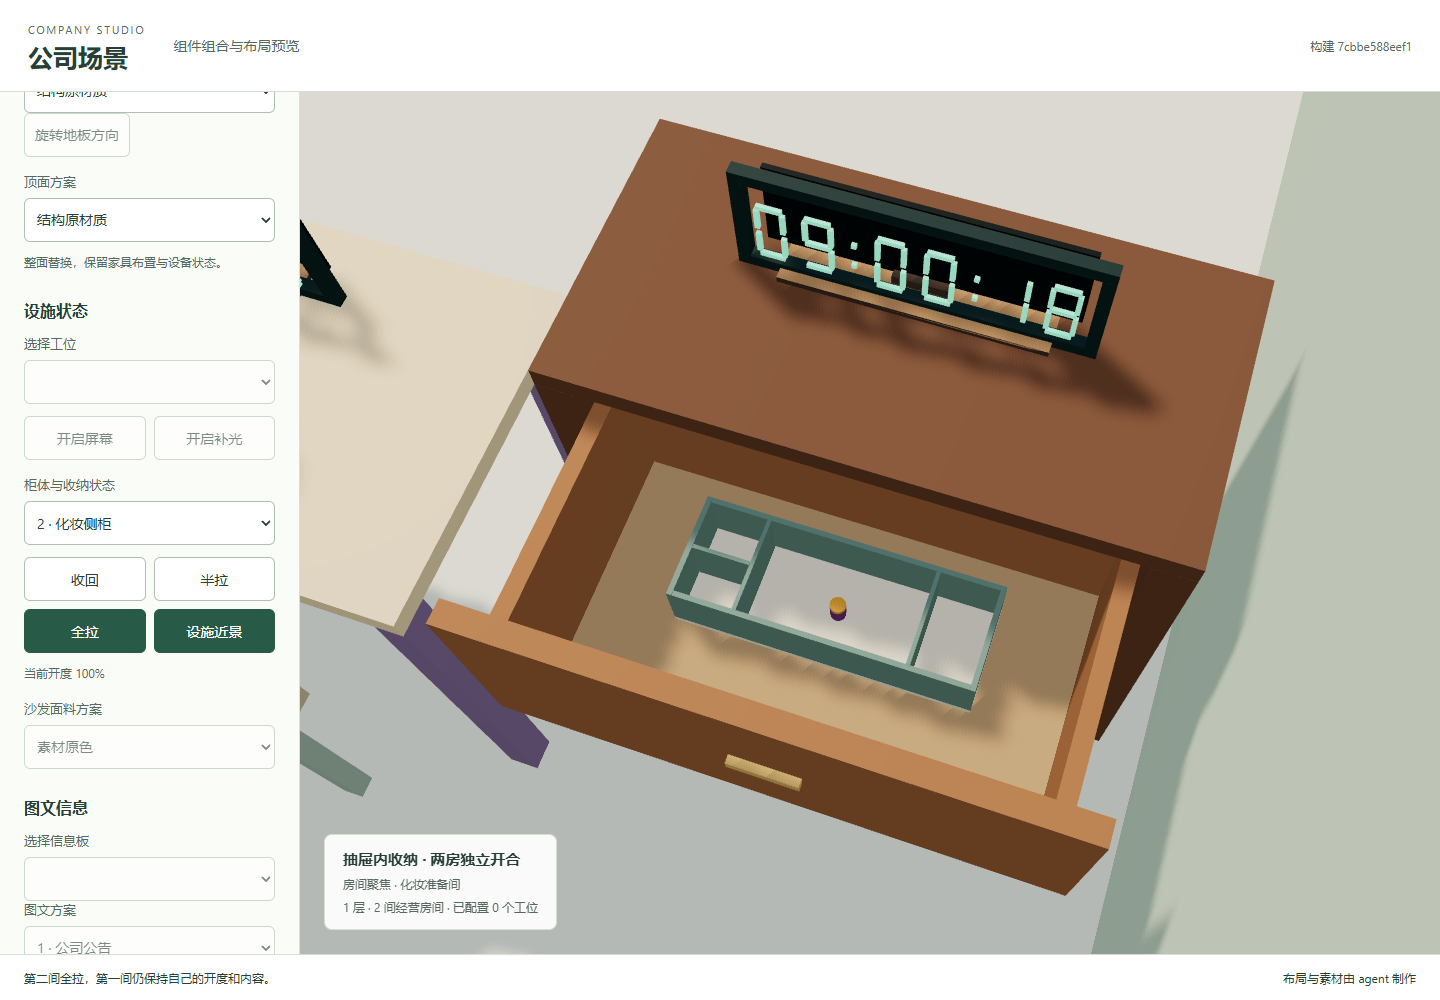 COMPANY STUDIO
公司场景
组件组合与布局预览
构建 7cbbe588eef1
结构原材质
旋转地板方向
顶面方案
结构原材质
整面替换，保留家具布置与设备状态。
设施状态
选择工位
开启屏幕
开启补光
柜体与收纳状态
2 · 化妆侧柜
收回
半拉
全拉
设施近景
当前开度 100%
沙发面料方案
素材原色
图文信息
选择信息板
图文方案
1 · 公司公告
09:00:18
抽屉内收纳 · 两房独立开合
房间聚焦 · 化妆准备间
1 层 · 2 间经营房间 · 已配置 0 个工位
第二间全拉，第一间仍保持自己的开度和内容。
布局与素材由 agent 制作